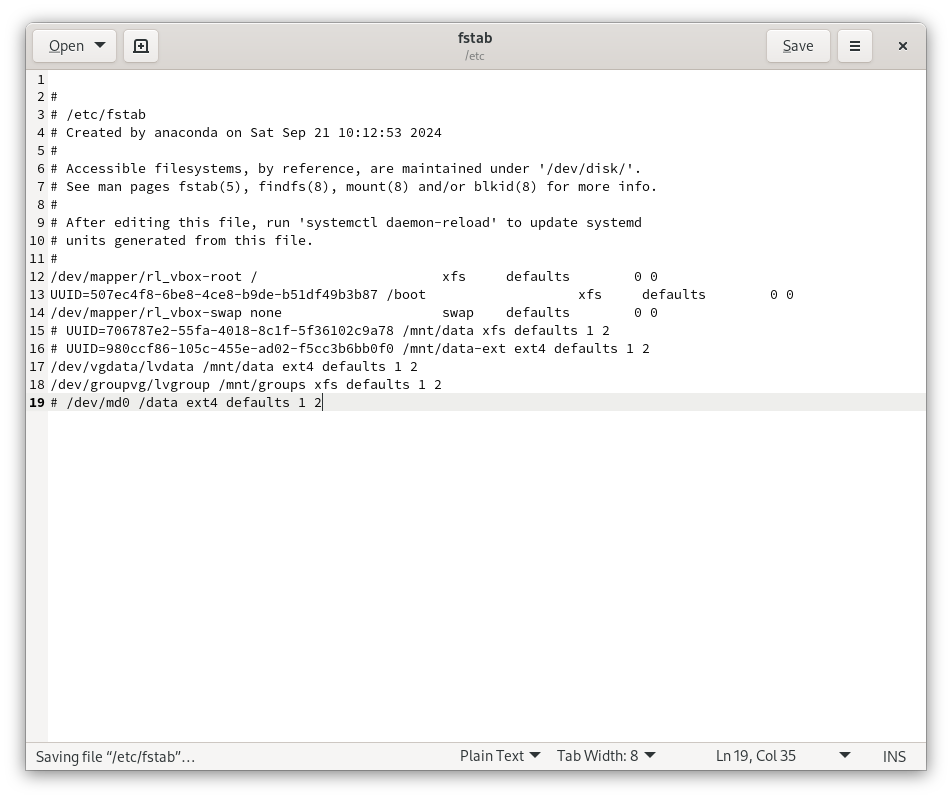 Open
fstab
/etc
Save
1
2 #
3 # /etc/fstab
4 # Created by anaconda on Sat Sep 21 10:12:53 2024
5 #
6 # Accessible filesystems, by reference, are maintained under '/dev/disk/'.
7 # See man pages fstab(5), findfs(8), mount(8) and/or blkid(8) for more info.
8 #
9 # After editing this file, run 'systemctl daemon-reload' to update systemd
10 # units generated from this file.
11 #
12 /dev/mapper/rl_vbox-root /                       xfs     defaults        0 0
13 UUID=507ec4f8-6be8-4ce8-b9de-b51df49b3b87 /boot                   xfs     defaults        0 0
14 /dev/mapper/rl_vbox-swap none                    swap    defaults        0 0
15 # UUID=706787e2-55fa-4018-8c1f-5f36102c9a78 /mnt/data xfs defaults 1 2
16 # UUID=980ccf86-105c-455e-ad02-f5cc3b6bb0f0 /mnt/data-ext ext4 defaults 1 2
17 /dev/vgdata/lvdata /mnt/data ext4 defaults 1 2
18 /dev/groupvg/lvgroup /mnt/groups xfs defaults 1 2
19 # /dev/md0 /data ext4 defaults 1 2
Saving file “/etc/fstab”… Plain Text Tab Width: 8 Ln 19, Col 35 INS